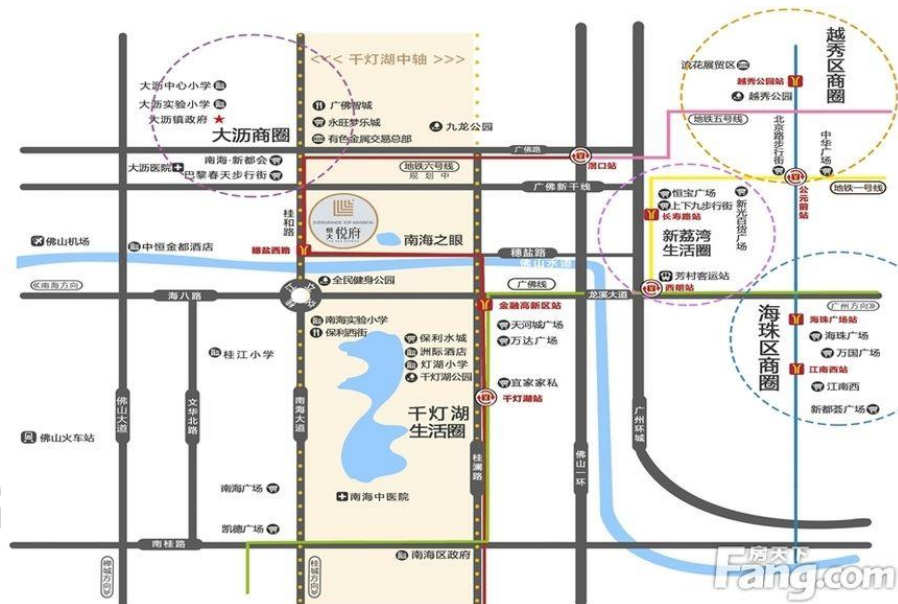 <<< 千灯湖中轴 >>>
越秀区商圈
流花展贸区
越秀公园站
越秀公园
大沥中心小学
大沥实验小学
大沥镇政府
大沥商圈
广佛智城
永旺梦乐城
有色金属交易总部
九龙公园
地铁五号线
北京路步行街
中华广场
广佛路
滘口站
大沥医院
南海·新都会
巴黎春天步行街
地铁六号线
规划中
广佛新干线
地铁一号线
公元前站
恒宝广场
上下九步行街
长寿路站
新光百货广场
新荔湾
生活圈
桂和路
EVERGRANDE TOP MANSION
恒大
悦府
南海之眼
佛山机场
中恒金都酒店
穗盐西路
穗盐路
佛山水道
芳村客运站
西朗站
全民健身公园
广佛线
<<南海方向
海八路
龙溪大道
广州方向>>
金融高新区站
海珠广场站
海珠区商圈
南海实验小学
保利西街
天河城广场
万达广场
保利水城
洲际酒店
灯湖小学
千灯湖公园
海珠广场
万国广场
江南西站
桂江小学
宜家家私
千灯湖站
江南西
新都荟广场
佛山大道
文华北路
南海大道
千灯湖
生活圈
广州环城
佛山火车站
桂澜路
佛山一环
南海广场
南海中医院
凯德广场
南桂路
南海区政府
禅城方向
桂城方向
房天下
Fang.com